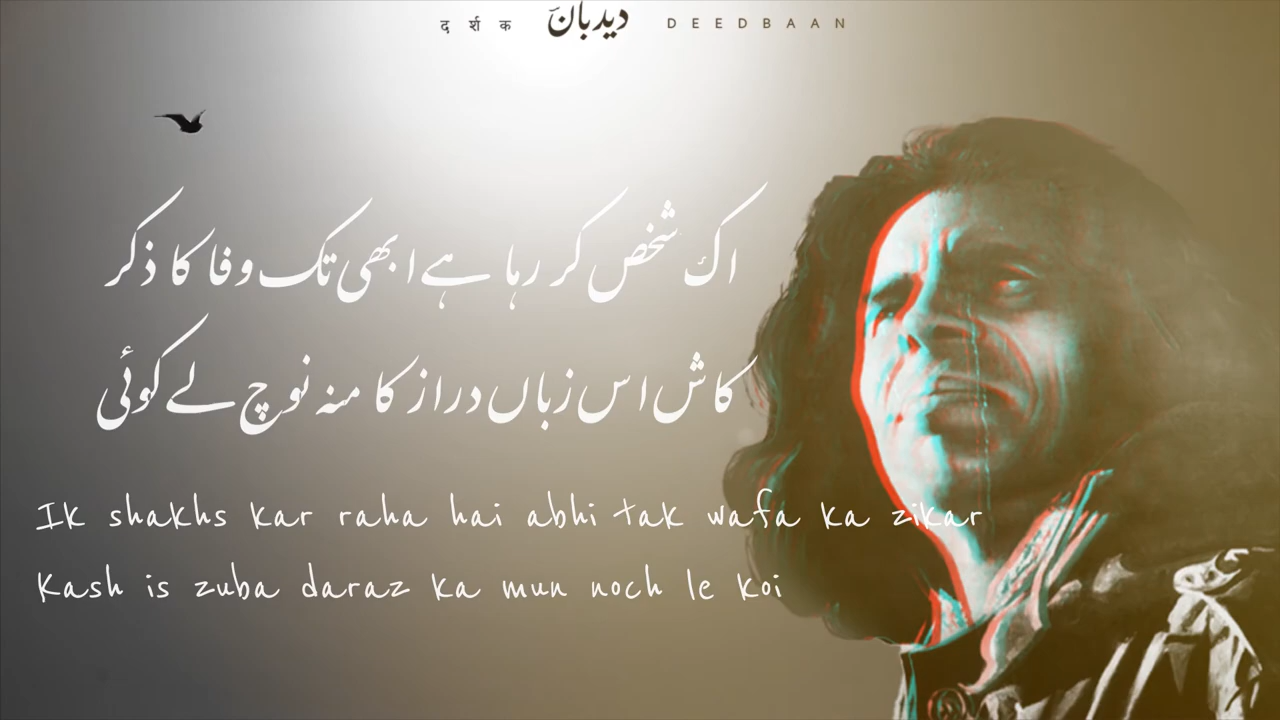 द र्श क دیدبان DEEDBAAN
اک شخص کر رہا ہے ابھی تک وفا کا ذکر
کاش اس زباں دراز کا منہ نوچ لے کوئی
Ik shakhs kar raha hai abhi tak wafa ka zikar
Kash is zuba daraz ka mun noch le koi